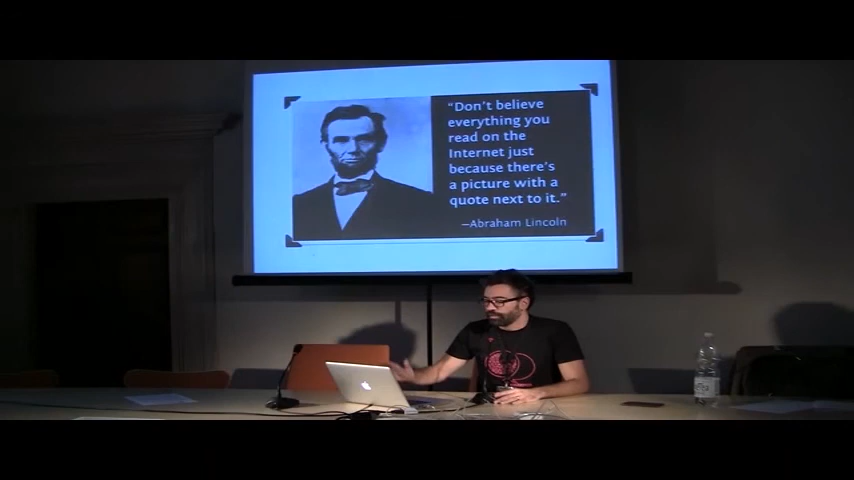 “Don’t believe
everything you
read on the
Internet just
because there’s
a picture with a
quote next to it.”
—Abraham Lincoln